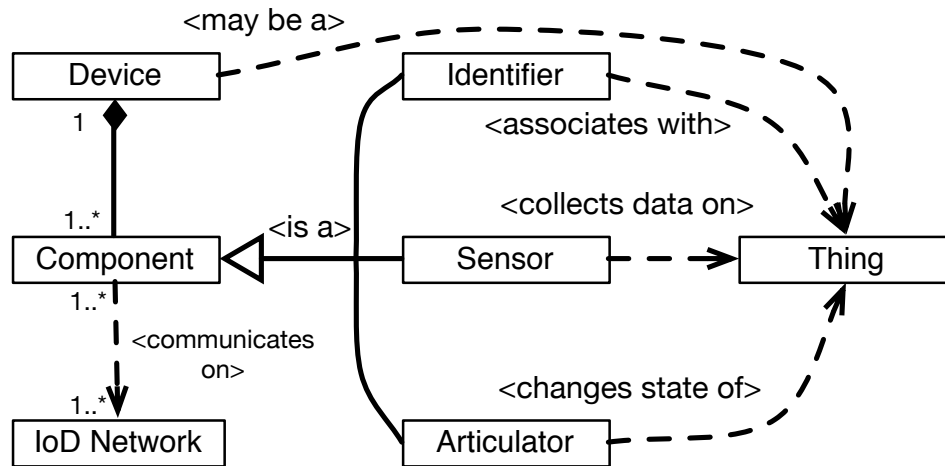 <may be a>
Device
Identifier
1
<associates with>
1..*
<is a>
<collects data on>
Component
Sensor
Thing
1..*
<communicates
on>
<changes state of>
1..*
IoD Network
Articulator